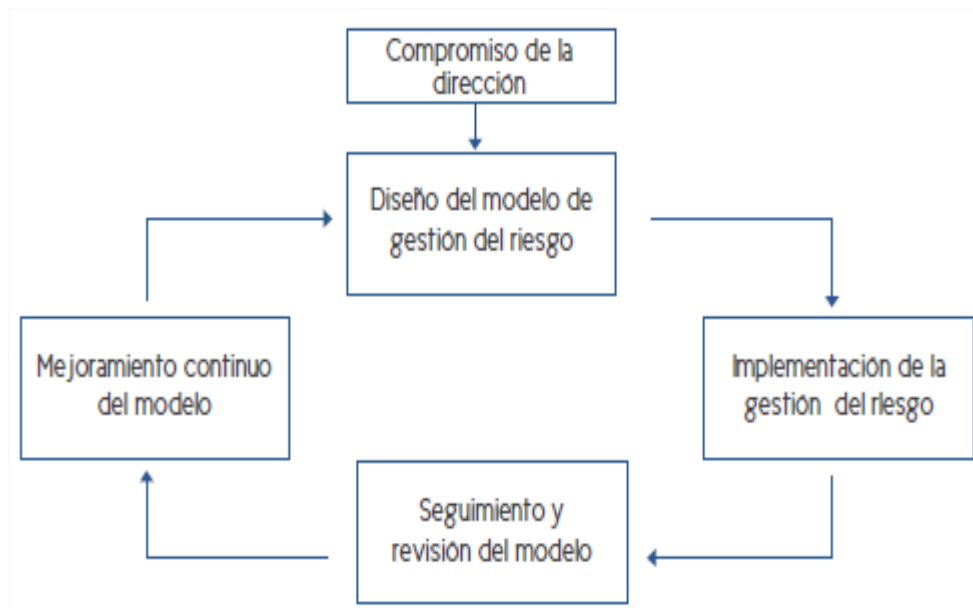 Compromiso de la
dirección
Diseño del modelo de
gestión del riesgo
Mejoramiento continuo
del modelo
Implementación de la
gestión del riesgo
Seguimiento y
revisión del modelo